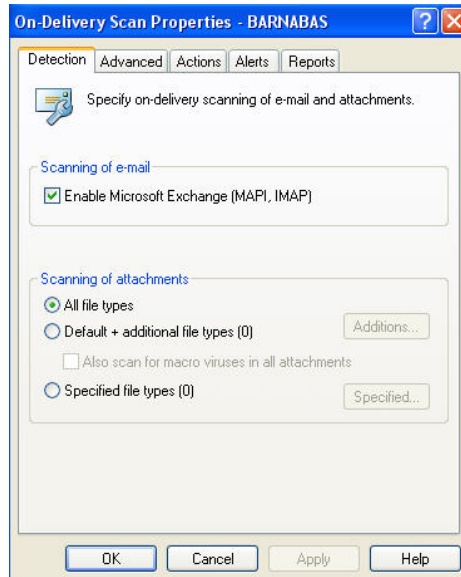 On-Delivery Scan Properties - BARNABAS
Detection Advanced Actions Alerts Reports
Specify on-delivery scanning of e-mail and attachments.
Scanning of e-mail
Enable Microsoft Exchange (MAPI, IMAP)
Scanning of attachments
All file types
Default + additional file types (0) Additions...
Also scan for macro viruses in all attachments
Specified file types (0) Specified...
OK Cancel Apply Help